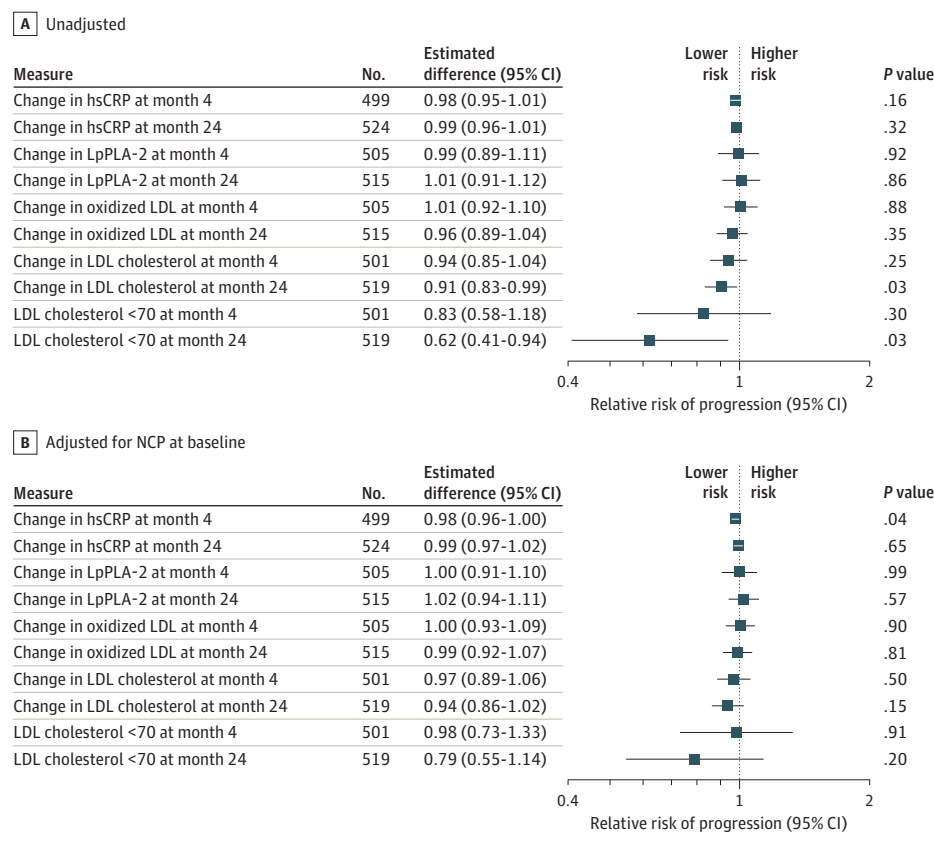 A Unadjusted
Measure No. Estimated difference (95% CI) Lower risk Higher risk P value
Change in hsCRP at month 4 499 0.98 (0.95-1.01) .16
Change in hsCRP at month 24 524 0.99 (0.96-1.01) .32
Change in LpPLA-2 at month 4 505 0.99 (0.89-1.11) .92
Change in LpPLA-2 at month 24 515 1.01 (0.91-1.12) .86
Change in oxidized LDL at month 4 505 1.01 (0.92-1.10) .88
Change in oxidized LDL at month 24 515 0.96 (0.89-1.04) .35
Change in LDL cholesterol at month 4 501 0.94 (0.85-1.04) .25
Change in LDL cholesterol at month 24 519 0.91 (0.83-0.99) .03
LDL cholesterol <70 at month 4 501 0.83 (0.58-1.18) .30
LDL cholesterol <70 at month 24 519 0.62 (0.41-0.94) .03
0.4 1 2
Relative risk of progression (95% CI)
B Adjusted for NCP at baseline
Measure No. Estimated difference (95% CI) Lower risk Higher risk P value
Change in hsCRP at month 4 499 0.98 (0.96-1.00) .04
Change in hsCRP at month 24 524 0.99 (0.97-1.02) .65
Change in LpPLA-2 at month 4 505 1.00 (0.91-1.10) .99
Change in LpPLA-2 at month 24 515 1.02 (0.94-1.11) .57
Change in oxidized LDL at month 4 505 1.00 (0.93-1.09) .90
Change in oxidized LDL at month 24 515 0.99 (0.92-1.07) .81
Change in LDL cholesterol at month 4 501 0.97 (0.89-1.06) .50
Change in LDL cholesterol at month 24 519 0.94 (0.86-1.02) .15
LDL cholesterol <70 at month 4 501 0.98 (0.73-1.33) .91
LDL cholesterol <70 at month 24 519 0.79 (0.55-1.14) .20
0.4 1 2
Relative risk of progression (95% CI)